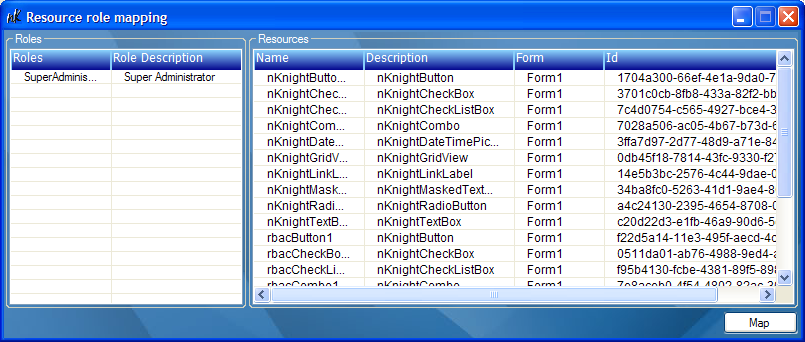 nK Resource role mapping
Roles
Roles Role Description
SuperAdminis... Super Administrator
Resources
Name Description Form Id
nKnightButto... nKnightButton Form1 1704a300-66ef-4e1a-9da0-7
nKnightChec... nKnightCheckBox Form1 3701c0cb-8fb8-433a-82f2-bb
nKnightChec... nKnightCheckListBox Form1 7c4d0754-c565-4927-bce4-3
nKnightCom... nKnightCombo Form1 7028a506-ac05-4b67-b73d-6
nKnightDate... nKnightDateTimePic... Form1 3ffa7d97-2d77-48d9-a71e-84
nKnightGridV... nKnightGridView Form1 0db45f18-7814-43fc-9330-f27
nKnightLinkL... nKnightLinkLabel Form1 14e5b3bc-2576-4c44-9dae-0
nKnightMask... nKnightMaskedText... Form1 34ba8fc0-5263-41d1-9ae4-8
nKnightRadi... nKnightRadioButton Form1 a4c24130-2395-4654-8708-0
nKnightTextB... nKnightTextBox Form1 c20d22d3-e1fb-46a9-90d6-5
rbacButton1 nKnightButton Form1 f22d5a14-11e3-495f-aecd-4c
rbacCheckBo... nKnightCheckBox Form1 0511da01-ab76-4988-9ed4-a
rbacCheckLi... nKnightCheckListBox Form1 f95b4130-fcbe-4381-89f5-898
rbacCombo1 nKnightCombo Form1
Map